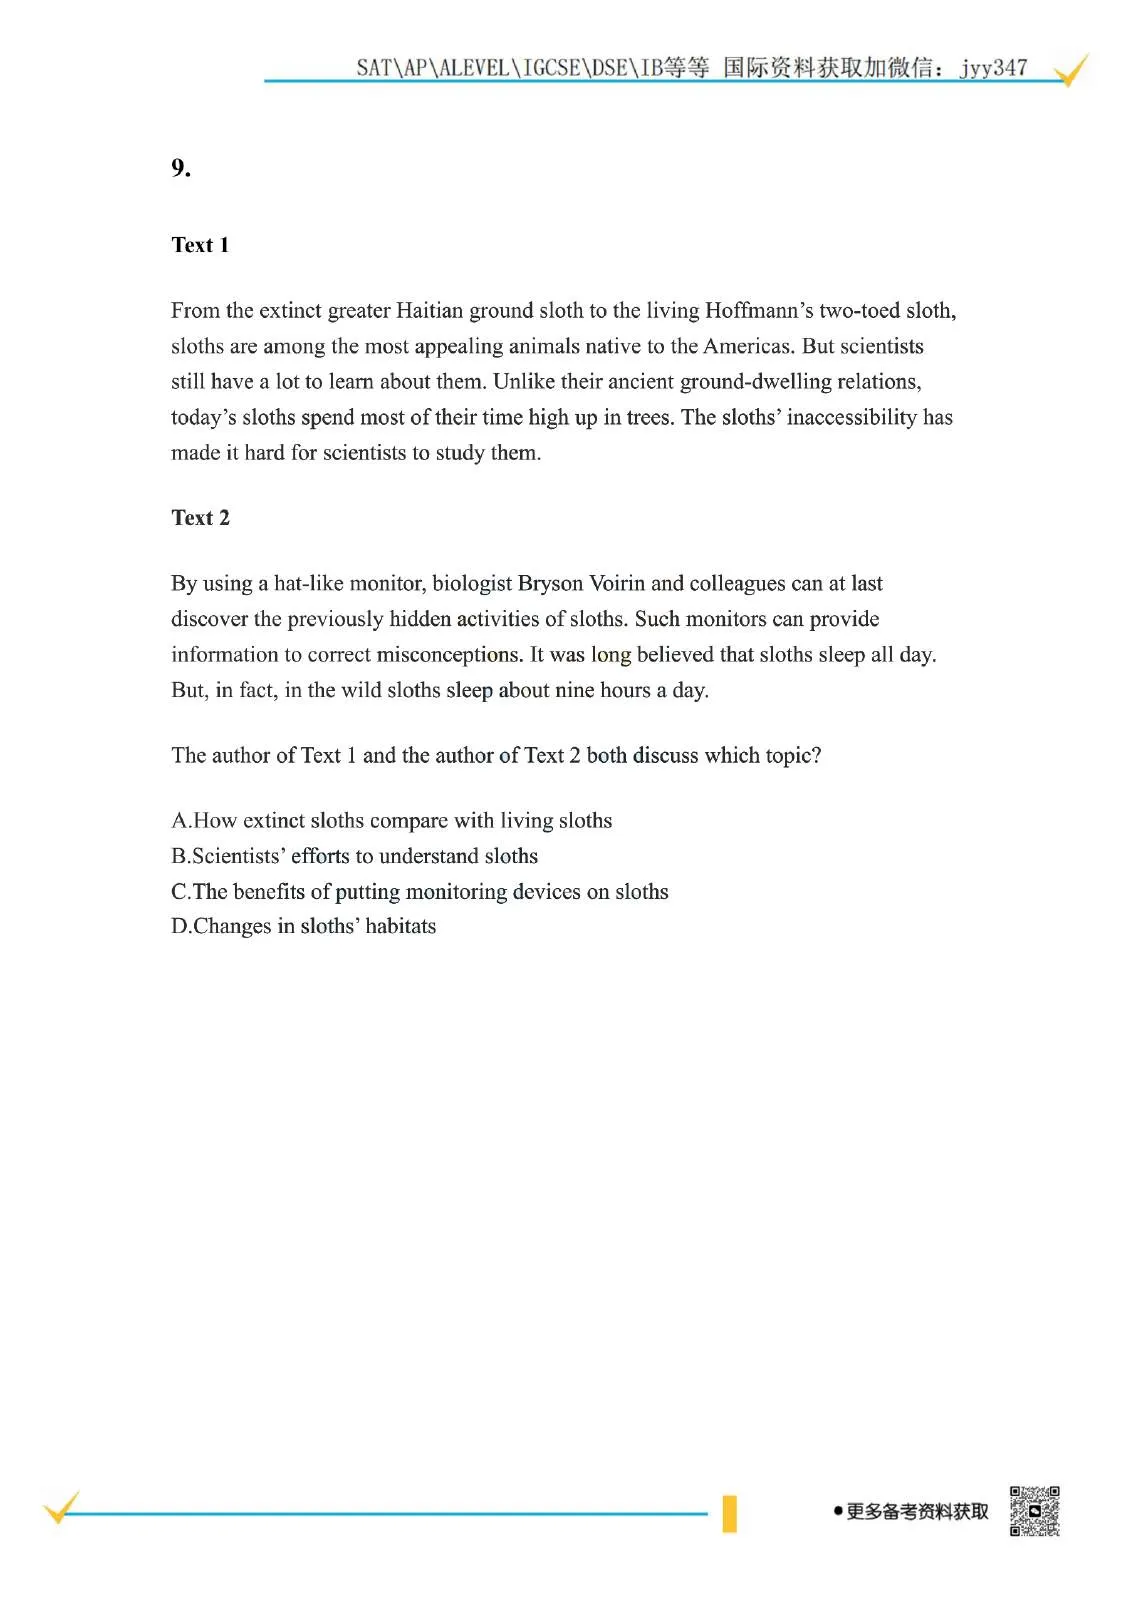 SAT\AP\ALEVEL\IGCSE\DSE\IB等等 国际资料获取加微信：jyy347
9.
Text 1
From the extinct greater Haitian ground sloth to the living Hoffmann’s two-toed sloth,
sloths are among the most appealing animals native to the Americas. But scientists
still have a lot to learn about them. Unlike their ancient ground-dwelling relations,
today’s sloths spend most of their time high up in trees. The sloths’ inaccessibility has
made it hard for scientists to study them.
Text 2
By using a hat-like monitor, biologist Bryson Voirin and colleagues can at last
discover the previously hidden activities of sloths. Such monitors can provide
information to correct misconceptions. It was long believed that sloths sleep all day.
But, in fact, in the wild sloths sleep about nine hours a day.
The author of Text 1 and the author of Text 2 both discuss which topic?
A.How extinct sloths compare with living sloths
B.Scientists’ efforts to understand sloths
C.The benefits of putting monitoring devices on sloths
D.Changes in sloths’ habitats
●更多备考资料获取